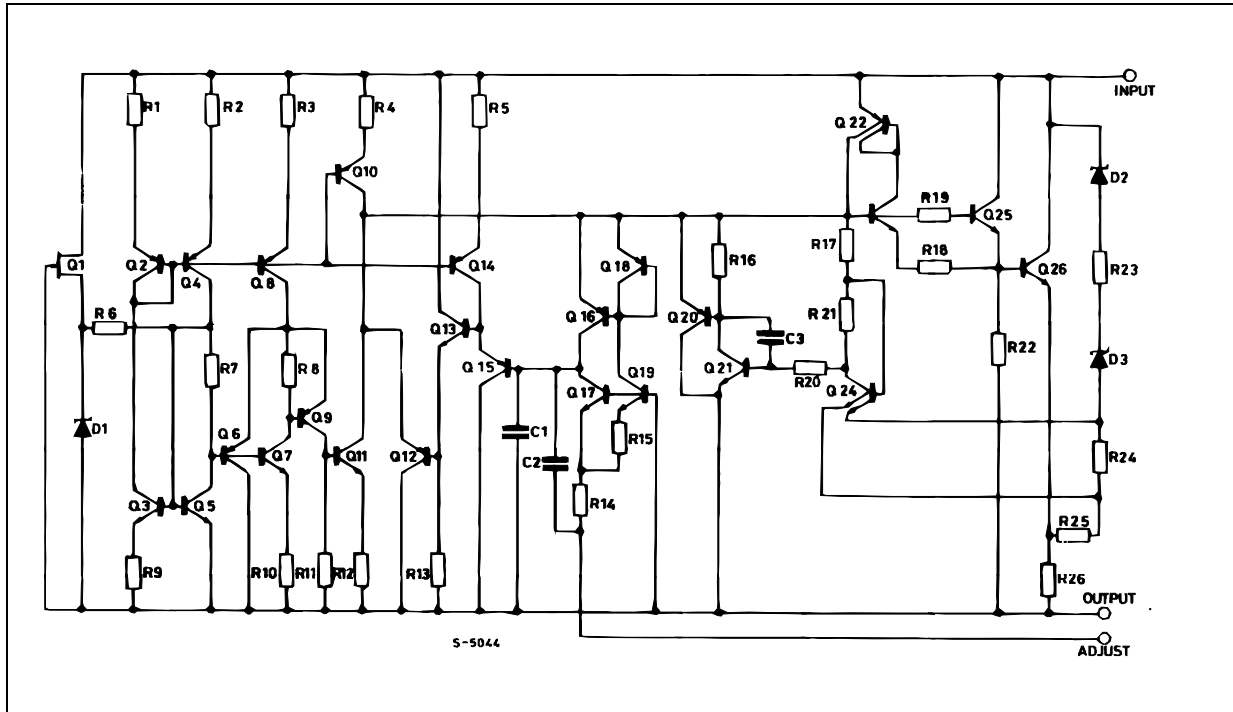 INPUT
R1
R2
R3
R4
R5
Q22
Q10
D2
R19
Q25
R17
R18
Q1
Q2
Q4
Q8
Q14
Q18
R16
Q26
R23
R6
Q13
Q16
Q20
C3
R21
R22
R7
R8
Q15
Q21
R20
D3
Q19
Q17
Q24
D1
Q9
Q6
Q7
Q11
Q12
C1
R15
C2
R24
Q3
Q5
R14
R25
R9
R10
R11
R12
R13
R26
OUTPUT
S-5044
ADJUST